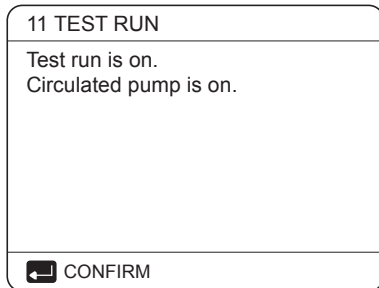 11 TEST RUN
Test run is on.
Circulated pump is on.
CONFIRM